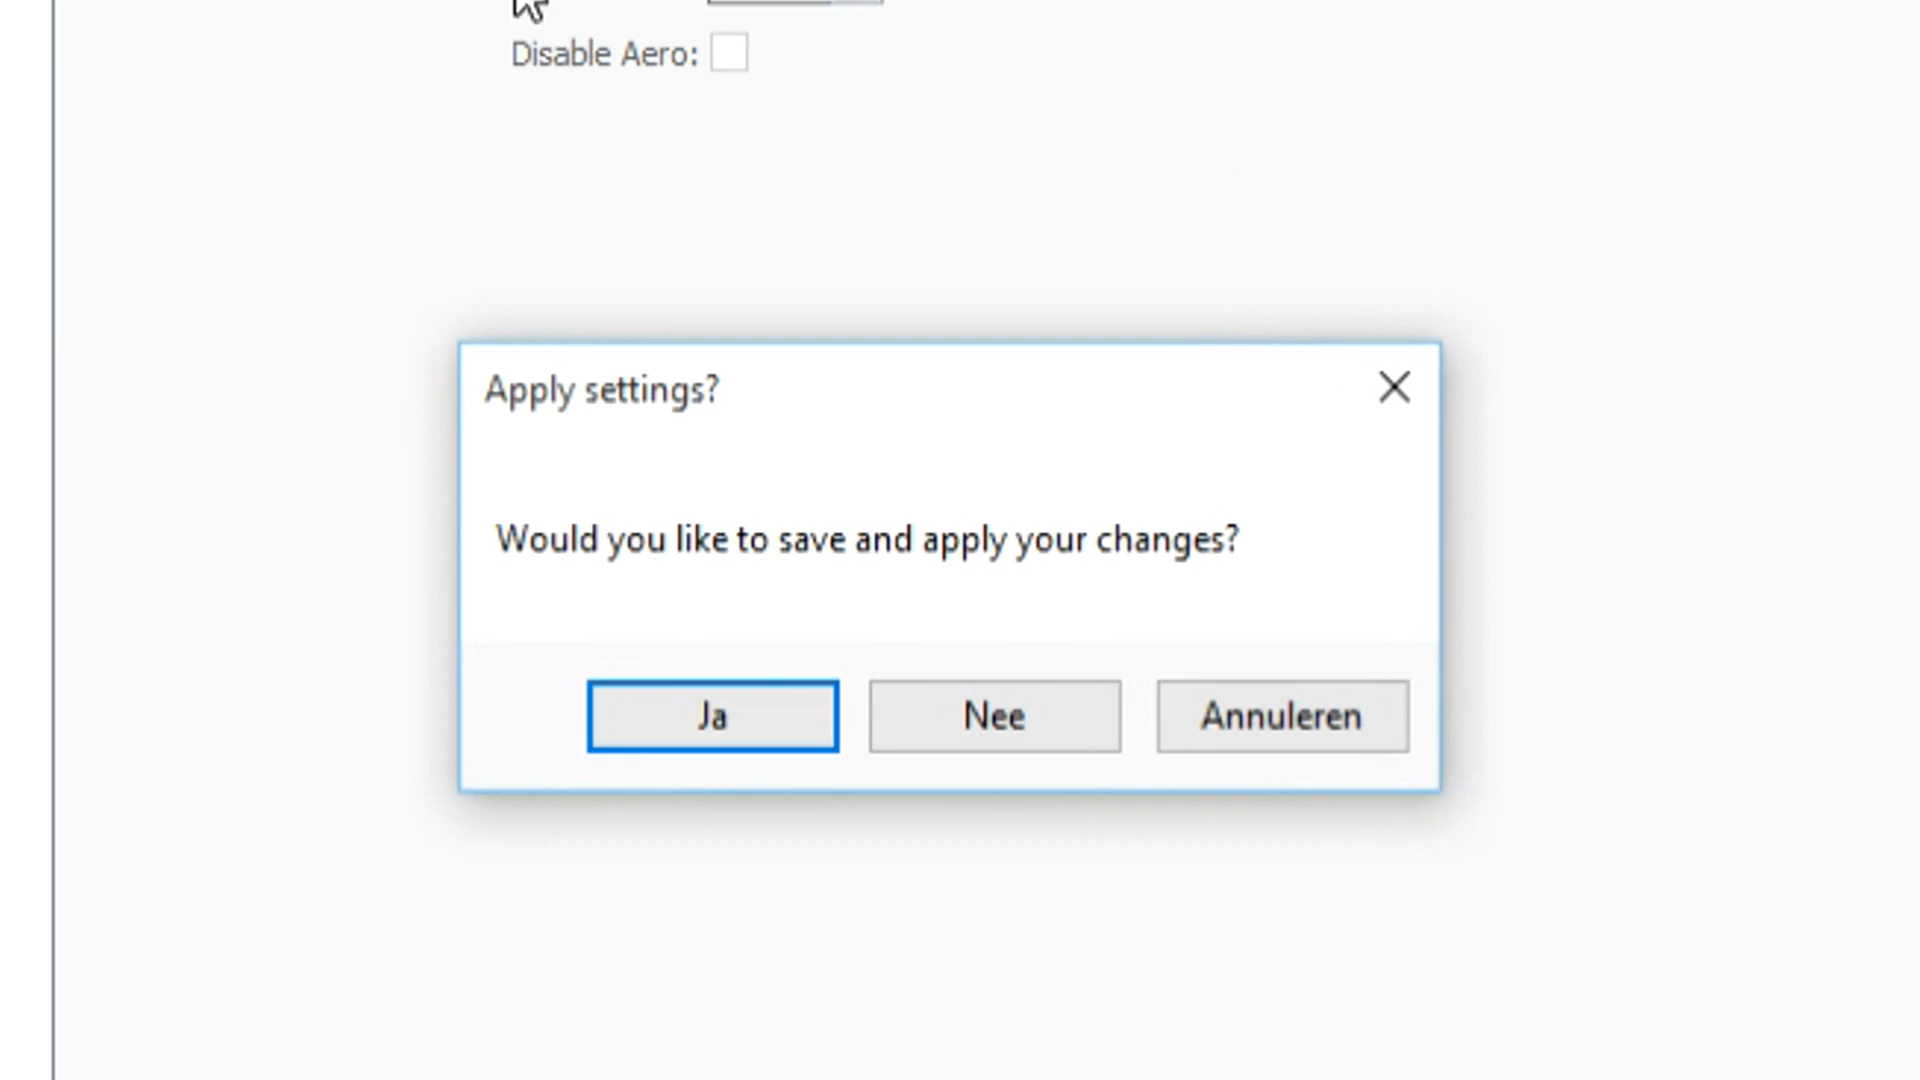 Disable Aero:
Apply settings?
Would you like to save and apply your changes?
Ja
Nee
Annuleren